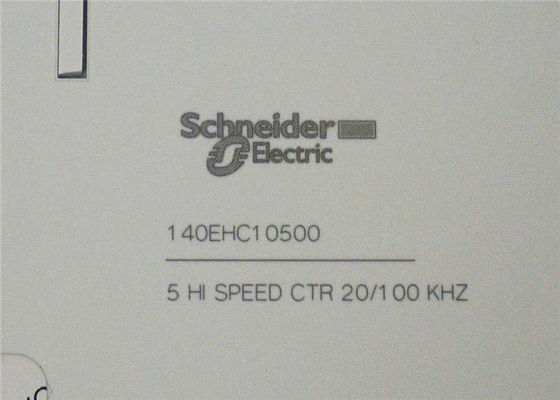 Schneider
Electric
140EHC10500
5 HI SPEED CTR 20/100 KHZ